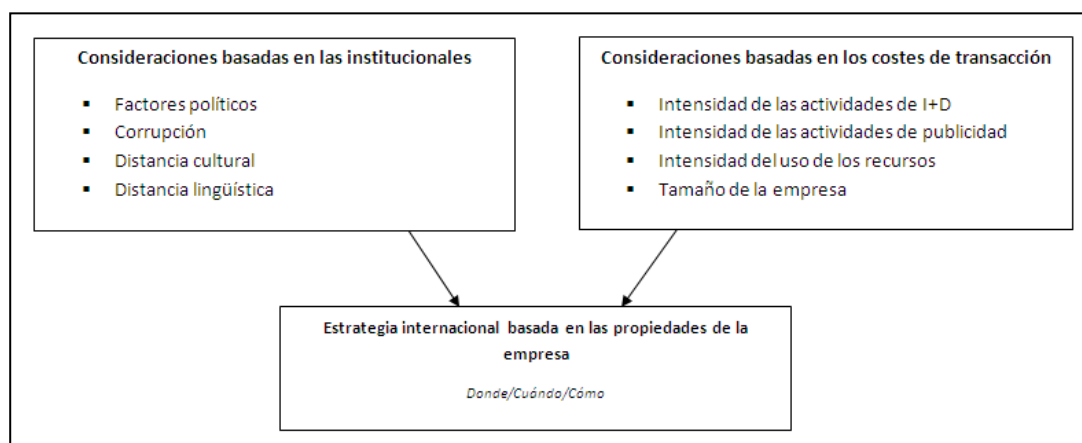 Consideraciones basadas en las institucionales
▪ Factores políticos
▪ Corrupción
▪ Distancia cultural
▪ Distancia lingüística
Consideraciones basadas en los costes de transacción
▪ Intensidad de las actividades de I+D
▪ Intensidad de las actividades de publicidad
▪ Intensidad del uso de los recursos
▪ Tamaño de la empresa
Estrategia internacional basada en las propiedades de la
empresa
Donde/Cuándo/Cómo